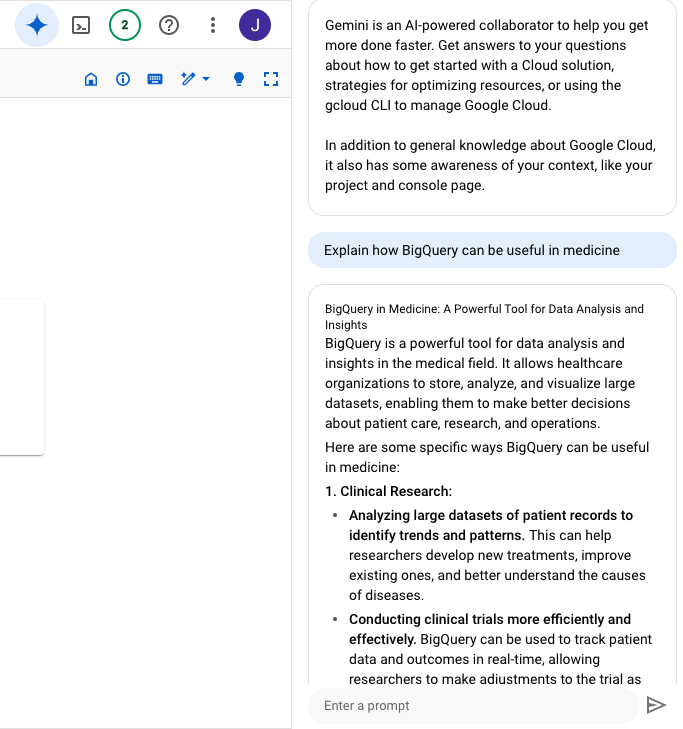 2
J
Gemini is an AI-powered collaborator to help you get
more done faster. Get answers to your questions
about how to get started with a Cloud solution,
strategies for optimizing resources, or using the
gcloud CLI to manage Google Cloud.
In addition to general knowledge about Google Cloud,
it also has some awareness of your context, like your
project and console page.
Explain how BigQuery can be useful in medicine
BigQuery in Medicine: A Powerful Tool for Data Analysis and
Insights
BigQuery is a powerful tool for data analysis and
insights in the medical field. It allows healthcare
organizations to store, analyze, and visualize large
datasets, enabling them to make better decisions
about patient care, research, and operations.
Here are some specific ways BigQuery can be useful
in medicine:
1. Clinical Research:
• Analyzing large datasets of patient records to
identify trends and patterns. This can help
researchers develop new treatments, improve
existing ones, and better understand the causes
of diseases.
• Conducting clinical trials more efficiently and
effectively. BigQuery can be used to track patient
data and outcomes in real-time, allowing
researchers to make adjustments to the trial as
Enter a prompt